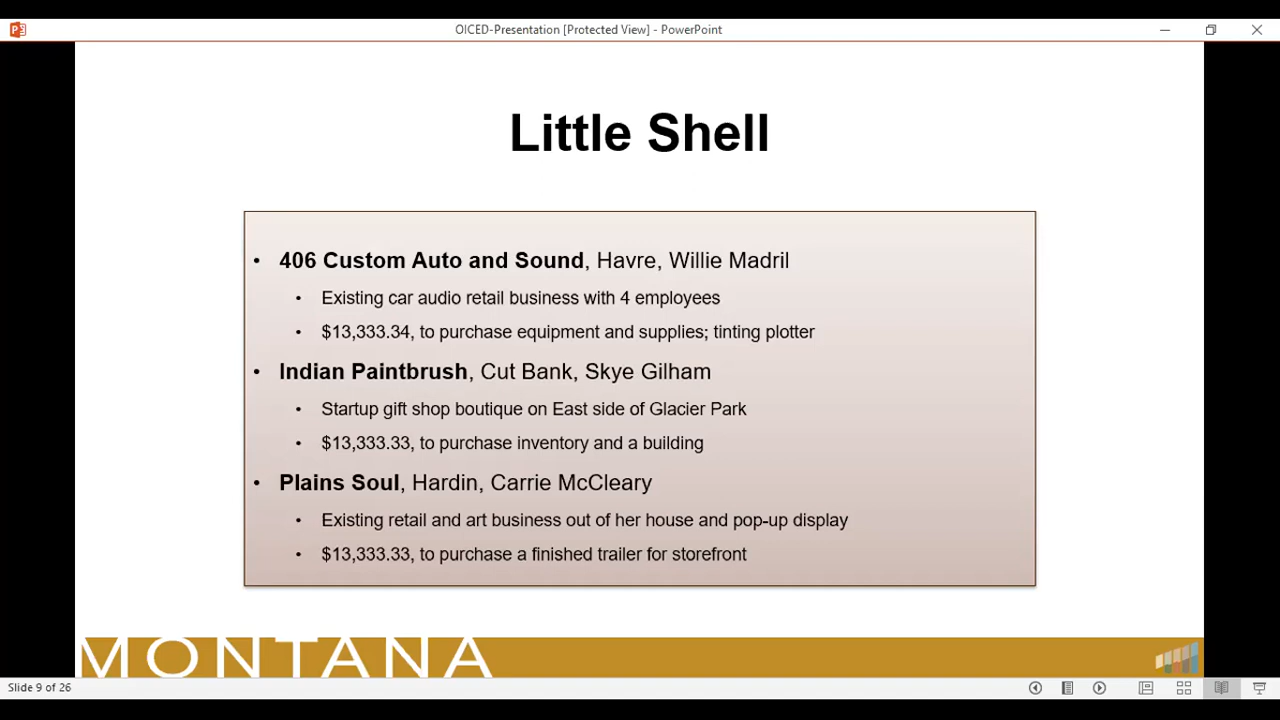 OICED-Presentation [Protected View] - PowerPoint
Little Shell
• 406 Custom Auto and Sound, Havre, Willie Madril
• Existing car audio retail business with 4 employees
• $13,333.34, to purchase equipment and supplies; tinting plotter
• Indian Paintbrush, Cut Bank, Skye Gilham
• Startup gift shop boutique on East side of Glacier Park
• $13,333.33, to purchase inventory and a building
• Plains Soul, Hardin, Carrie McCleary
• Existing retail and art business out of her house and pop-up display
• $13,333.33, to purchase a finished trailer for storefront
MONTANA
Slide 9 of 26